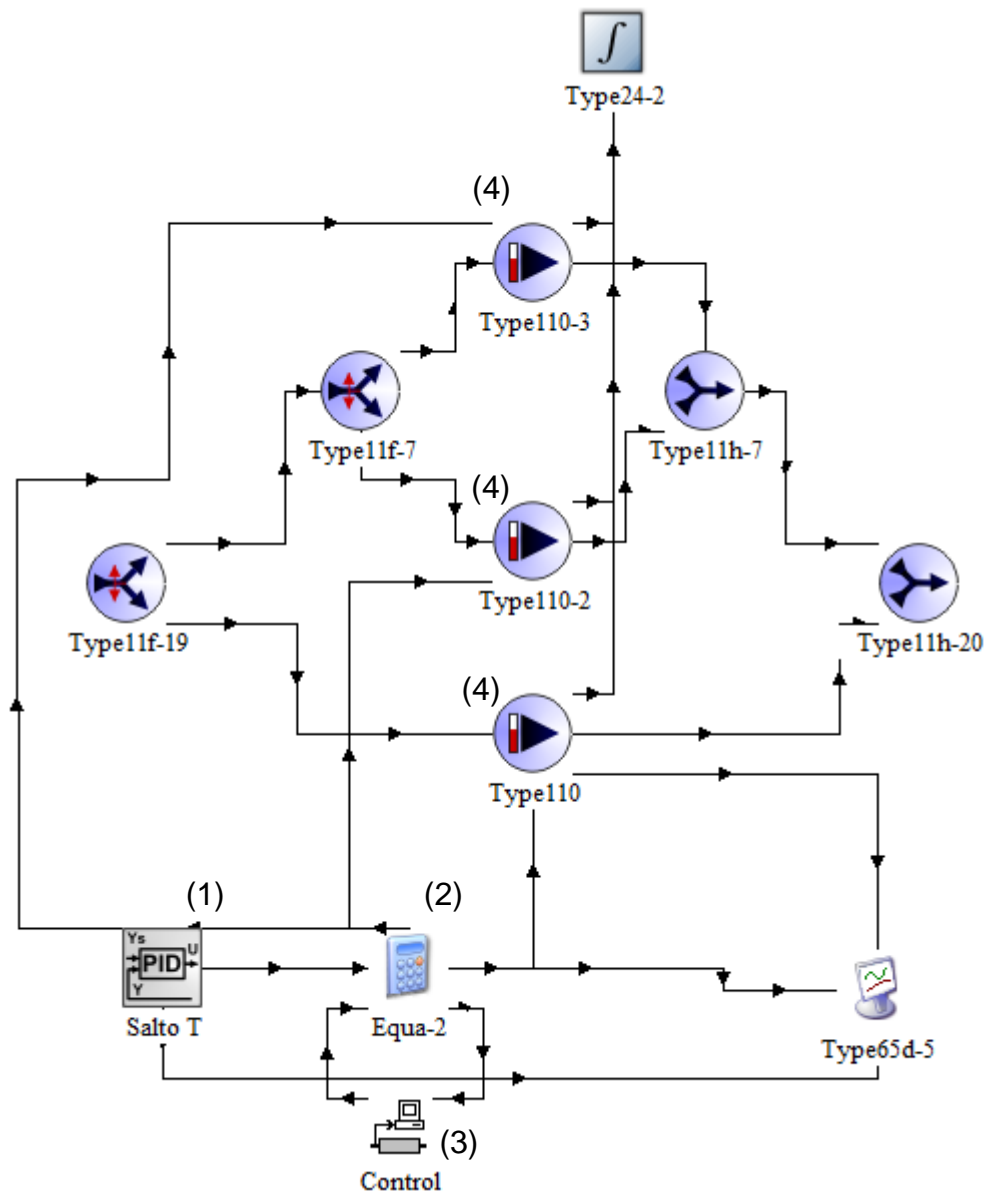 ∫
Type24-2
(4)
Type110-3
Type11f-7
Type11h-7
(4)
Type110-2
Type11f-19
Type11h-20
(4)
Type110
(1)
(2)
Ys
U
PID
Y
Salto T
Equa-2
Type65d-5
(3)
Control